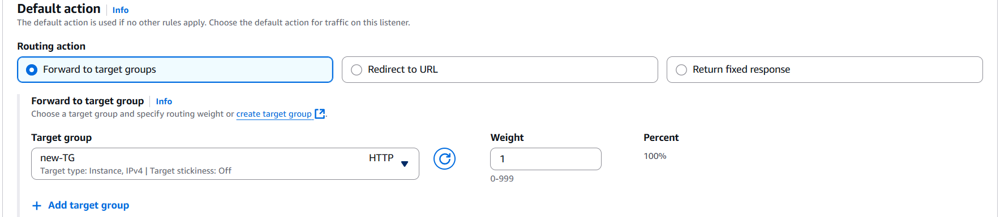 Default action
Info
The default action is used if no other rules apply. Choose the default action for traffic on this listener.
Routing action
Forward to target groups
Redirect to URL
Return fixed response
Forward to target group
Info
Choose a target group and specify routing weight or create target group.
Target group
Weight
Percent
new-TG
HTTP
Target type: Instance, IPv4 | Target stickiness: Off
1
100%
0-999
+ Add target group